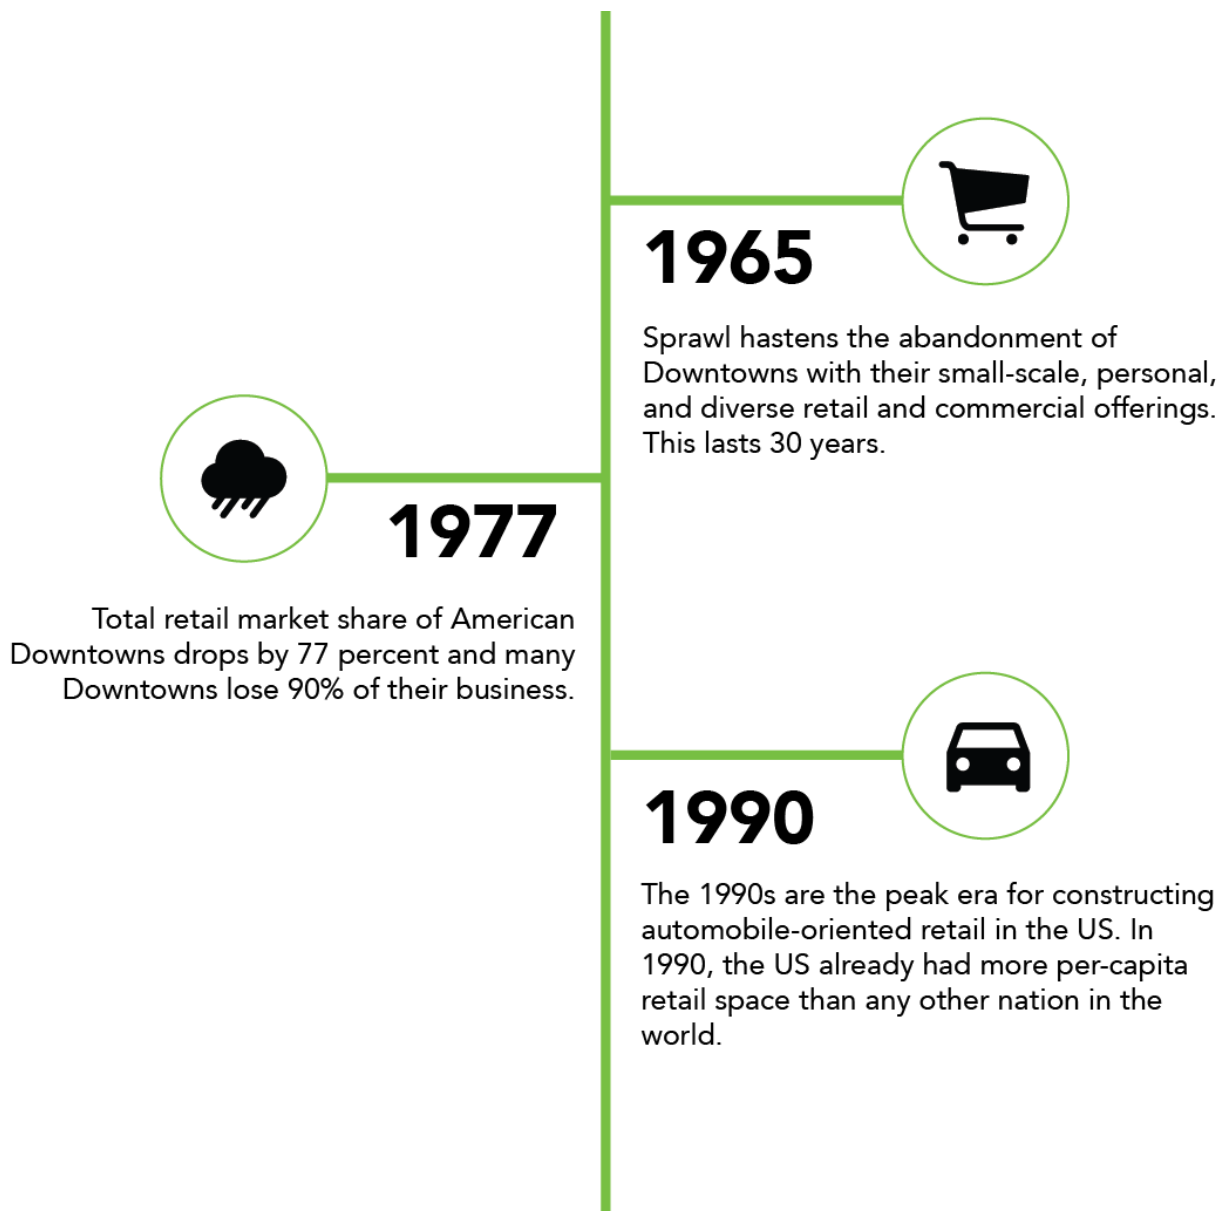 1965
Sprawl hastens the abandonment of
Downtowns with their small-scale, personal,
and diverse retail and commercial offerings.
This lasts 30 years.
1977
Total retail market share of American
Downtowns drops by 77 percent and many
Downtowns lose 90% of their business.
1990
The 1990s are the peak era for constructing
automobile-oriented retail in the US. In
1990, the US already had more per-capita
retail space than any other nation in the
world.